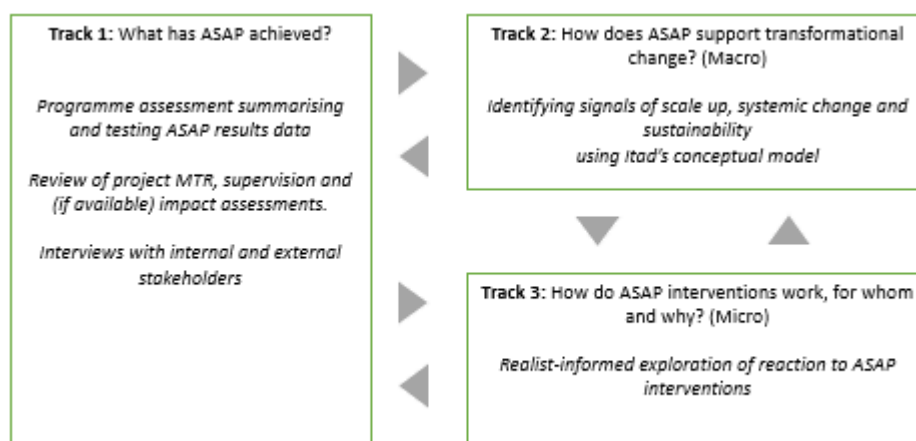 Track 1: What has ASAP achieved?
Programme assessment summarising
and testing ASAP results data
Review of project MTR, supervision and
(if available) impact assessments.
Interviews with internal and external
stakeholders
Track 2: How does ASAP support transformational
change? (Macro)
Identifying signals of scale up, systemic change and
sustainability
using Itad's conceptual model
Track 3: How do ASAP interventions work, for whom
and why? (Micro)
Realist-informed exploration of reaction to ASAP
interventions